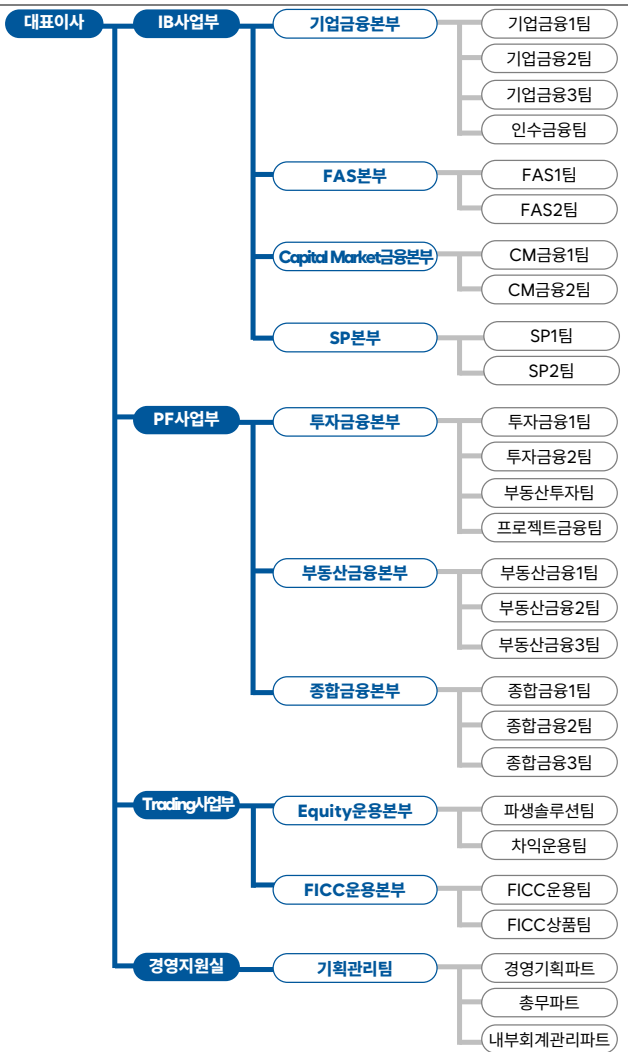 대표이사
IB사업부
기업금융본부
기업금융1팀
기업금융2팀
기업금융3팀
인수금융팀
FAS본부
FAS1팀
FAS2팀
Capital Market금융본부
CM금융1팀
CM금융2팀
SP본부
SP1팀
SP2팀
PF사업부
투자금융본부
투자금융1팀
투자금융2팀
부동산투자팀
프로젝트금융팀
부동산금융본부
부동산금융1팀
부동산금융2팀
부동산금융3팀
종합금융본부
종합금융1팀
종합금융2팀
종합금융3팀
Trading사업부
Equity운용본부
파생솔루션팀
차익운용팀
FICC운용본부
FICC운용팀
FICC상품팀
경영지원실
기획관리팀
경영기획파트
총무파트
내부회계관리파트